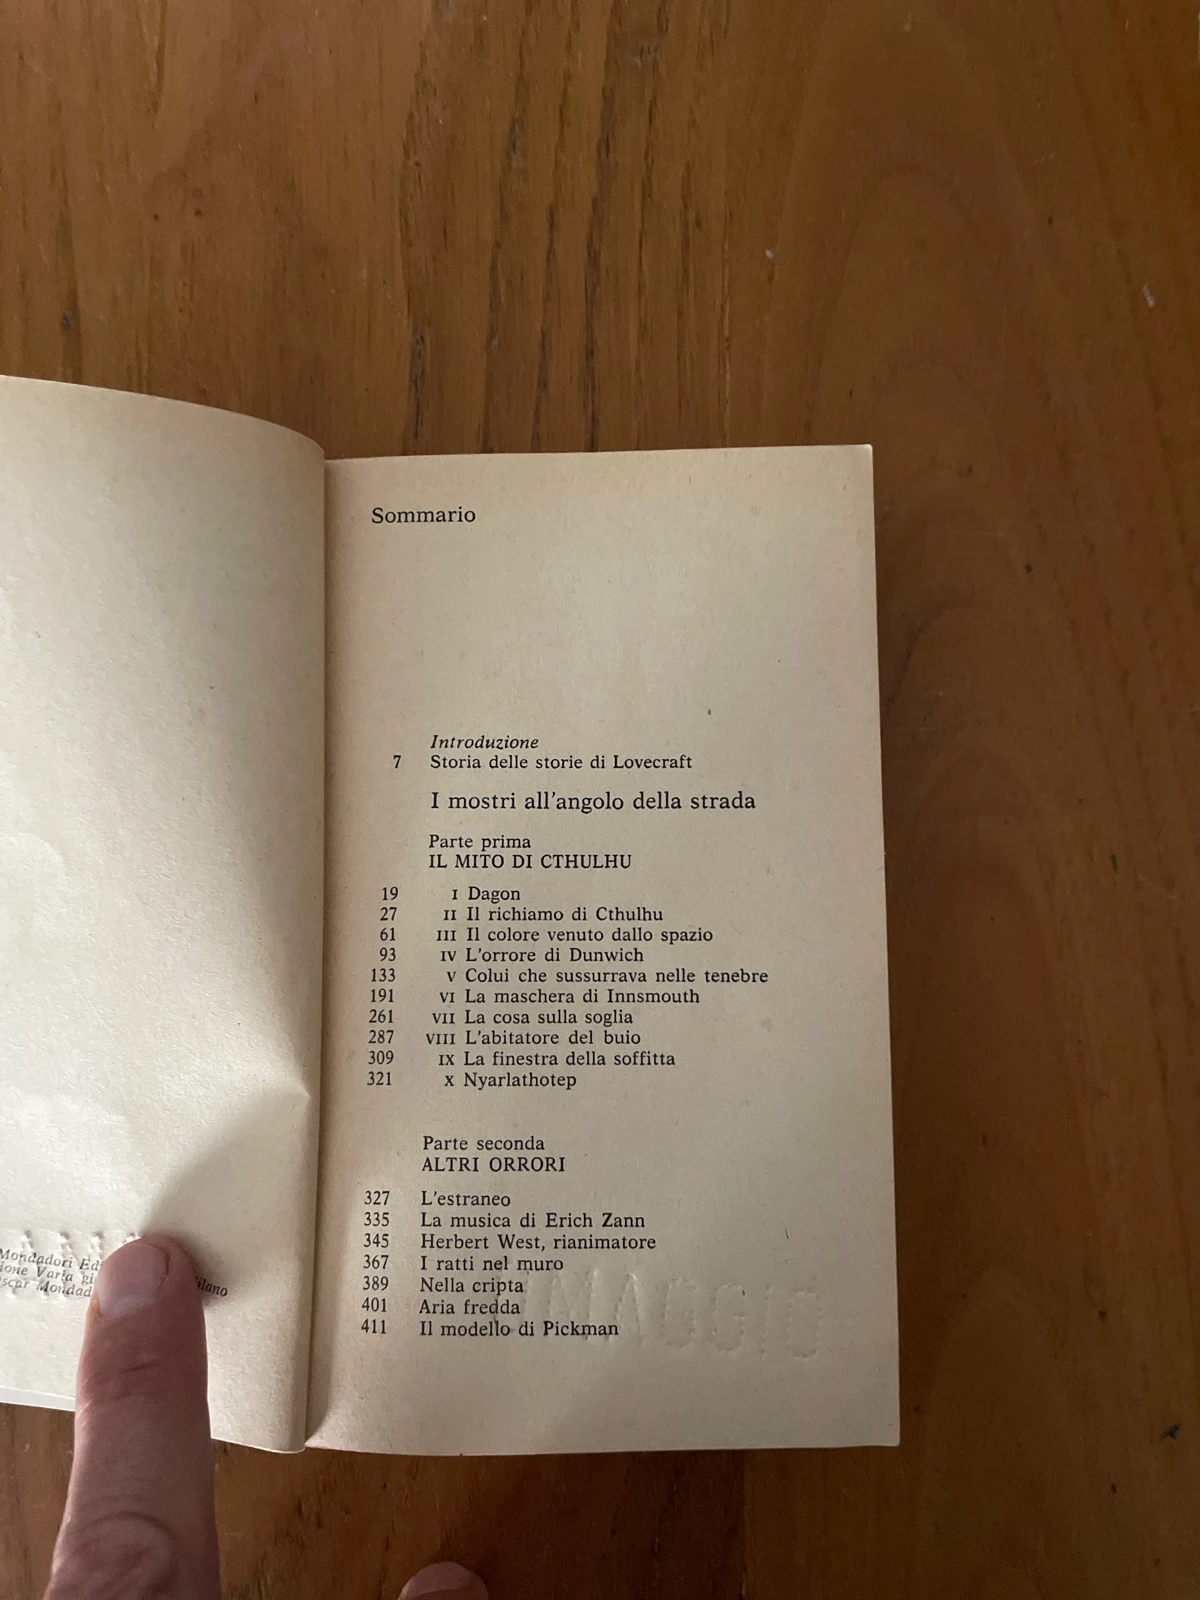 Mondadori
Milano
Sommario
Introduzione
7 Storia delle storie di Lovecraft
I mostri all'angolo della strada
Parte prima
IL MITO DI CTHULHU
19 I Dagon
27 II Il richiamo di Cthulhu
61 III Il colore venuto dallo spazio
93 IV L'orrore di Dunwich
133 V Colui che sussurrava nelle tenebre
191 VI La maschera di Innsmouth
261 VII La cosa sulla soglia
287 VIII L'abitatore del buio
309 IX La finestra della soffitta
321 X Nyarlathotep
Parte seconda
ALTRI ORRORI
327 L'estraneo
335 La musica di Erich Zann
345 Herbert West, rianimatore
367 I ratti nel muro
389 Nella cripta
401 Aria fredda
411 Il modello di Pickman